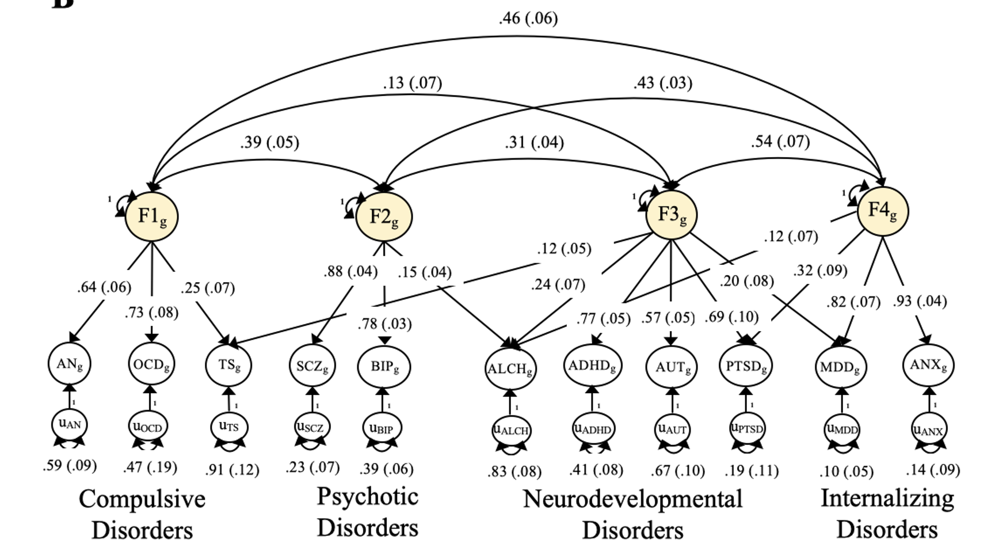 B
.46 (.06)
.13 (.07) .43 (.03)
.39 (.05) .31 (.04) .54 (.07)
1 1 1 1
F1g F2g F3g F4g
.12 (.07)
.12 (.05)
.88 (.04) .15 (.04) .32 (.09)
.64 (.06) .25 (.07) .24 (.07) .20 (.08)
.73 (.08) .78 (.03) .77 (.05) .57 (.05) .69 (.10) .82 (.07) .93 (.04)
ANg OCDg TSg SCZg BIPg ALCHg ADHDg AUTg PTSDg MDDg ANXg
1 1 1 1 1 1 1 1 1 1 1
uAN uOCD uTS uSCZ uBIP uALCH uADHD uAUT uPTSD uMDD uANX
.59 (.09) .47 (.19) .91 (.12) .23 (.07) .39 (.06) .83 (.08) .41 (.08) .67 (.10) .19 (.11) .10 (.05) .14 (.09)
Compulsive Psychotic Neurodevelopmental Internalizing
Disorders Disorders Disorders Disorders